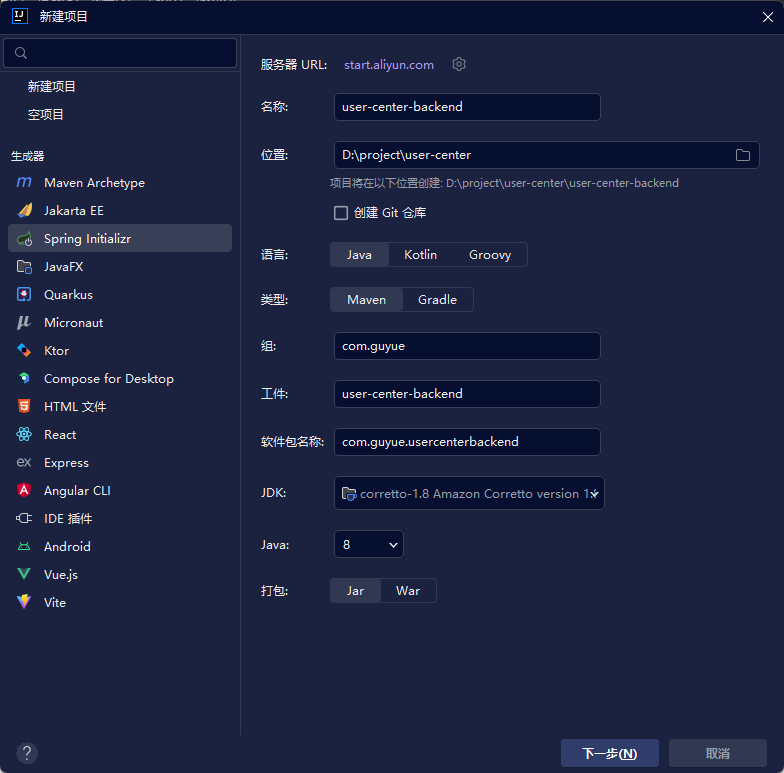 新建项目
新建项目
空项目
生成器
Maven Archetype
Jakarta EE
Spring Initializr
JavaFX
Quarkus
Micronaut
Ktor
Compose for Desktop
HTML 文件
React
Express
Angular CLI
IDE 插件
Android
Vue.js
Vite
服务器 URL: start.aliyun.com
名称: user-center-backend
位置: D:\project\user-center
项目将在以下位置创建: D:\project\user-center\user-center-backend
创建 Git 仓库
语言: Java Kotlin Groovy
类型: Maven Gradle
组: com.guyue
工件: user-center-backend
软件包名称: com.guyue.usercenterbackend
JDK: corretto-1.8 Amazon Corretto version 1
Java: 8
打包: Jar War
? 下一步(N) 取消